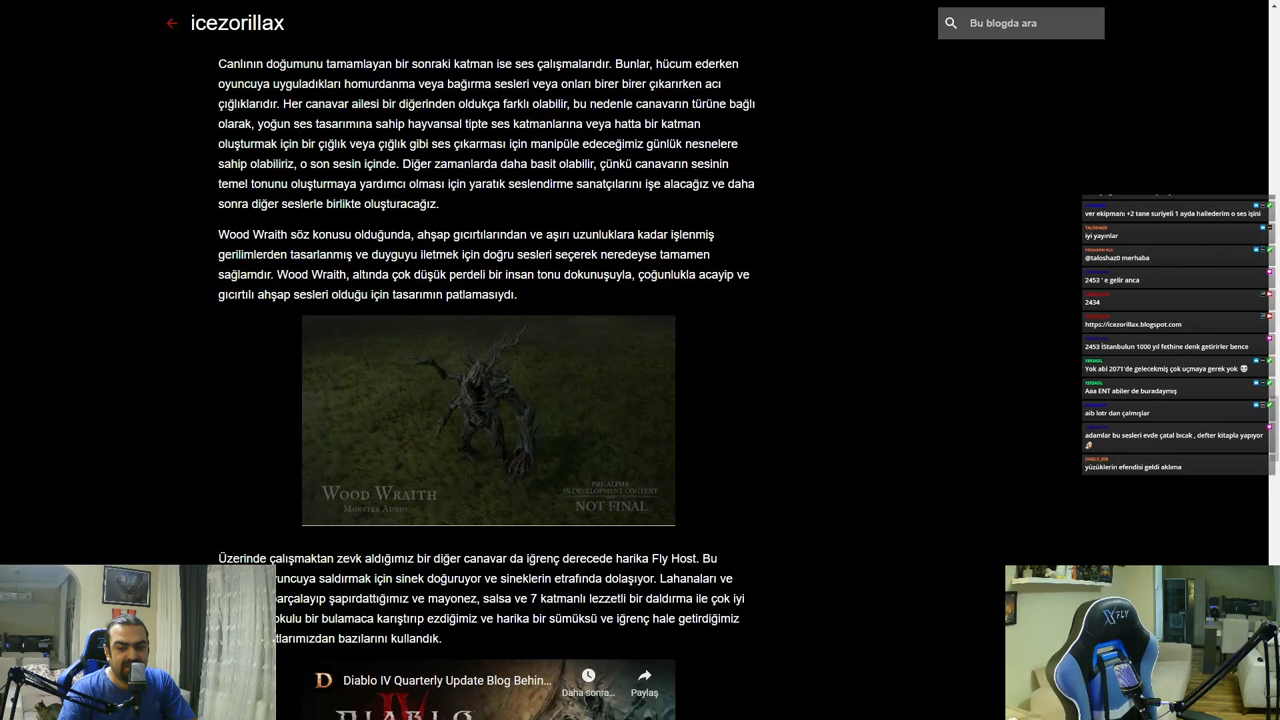 icezorillax
Bu blogda ara
Canlının doğumunu tamamlayan bir sonraki katman ise ses çalışmalarıdır. Bunlar, hücum ederken
oyuncuya uyguladıkları homurdanma veya bağırma sesleri veya onları birer birer çıkarırken acı
çığlıklarıdır. Her canavar ailesi bir diğerinden oldukça farklı olabilir, bu nedenle canavarın türüne bağlı
olarak, yoğun ses tasarımına sahip hayvansal tipte ses katmanlarına veya hatta bir katman
oluşturmak için bir çığlık veya çığlık gibi ses çıkarması için manipüle edeceğimiz günlük nesnelere
sahip olabiliriz, o son sesin içinde. Diğer zamanlarda daha basit olabilir, çünkü canavarın sesinin
temel tonunu oluşturmaya yardımcı olması için yaratık seslendirme sanatçılarını işe alacağız ve daha
sonra diğer seslerle birlikte oluşturacağız.
Wood Wraith söz konusu olduğunda, ahşap gıcırtılarından ve aşırı uzunluklara kadar işlenmiş
gerilimlerden tasarlanmış ve duyguyu iletmek için doğru sesleri seçerek neredeyse tamamen
sağlamdır. Wood Wraith, altında çok düşük perdeli bir insan tonu dokunuşuyla, çoğunlukla acayip ve
gıcırtılı ahşap sesleri olduğu için tasarımın patlamasıydı.
WOOD WRAITH
MONSTER AUDIO
PRE-ALPHA
IN DEVELOPMENT CONTENT
NOT FINAL
Üzerinde çalışmaktan zevk aldığımız bir diğer canavar da iğrenç derecede harika Fly Host. Bu
uncuya saldırmak için sinek doğuruyor ve sineklerin etrafında dolaşıyor. Lahanaları ve
arçalayıp şapırdattığımız ve mayonez, salsa ve 7 katmanlı lezzetli bir daldırma ile çok iyi
okulu bir bulamaca karıştırıp ezdiğimiz ve harika bir sümüksü ve iğrenç hale getirdiğimiz
tlarımızdan bazılarını kullandık.
Diablo IV Quarterly Update Blog Behin...
Daha sonra...
Paylaş
DIABLO
IV
ver ekipmanı +2 tane suriyeli 1 ayda hallederim o ses işini
TALOSHAZ0
iyi yayınlar
@taloshaz0 merhaba
2453 ' e gelir anca
2434
https://icezorillax.blogspot.com
2453 İStanbulun 1000 yıl fethine denk getirirler bence
Yok abi 2071'de gelecekmiş çok uçmaya gerek yok
Aaa ENT abiler de buradaymış
aib lotr dan çalmışlar
adamlar bu sesleri evde çatal bıcak , defter kitapla yapıyor
yüzüklerin efendisi geldi aklıma
X FLY